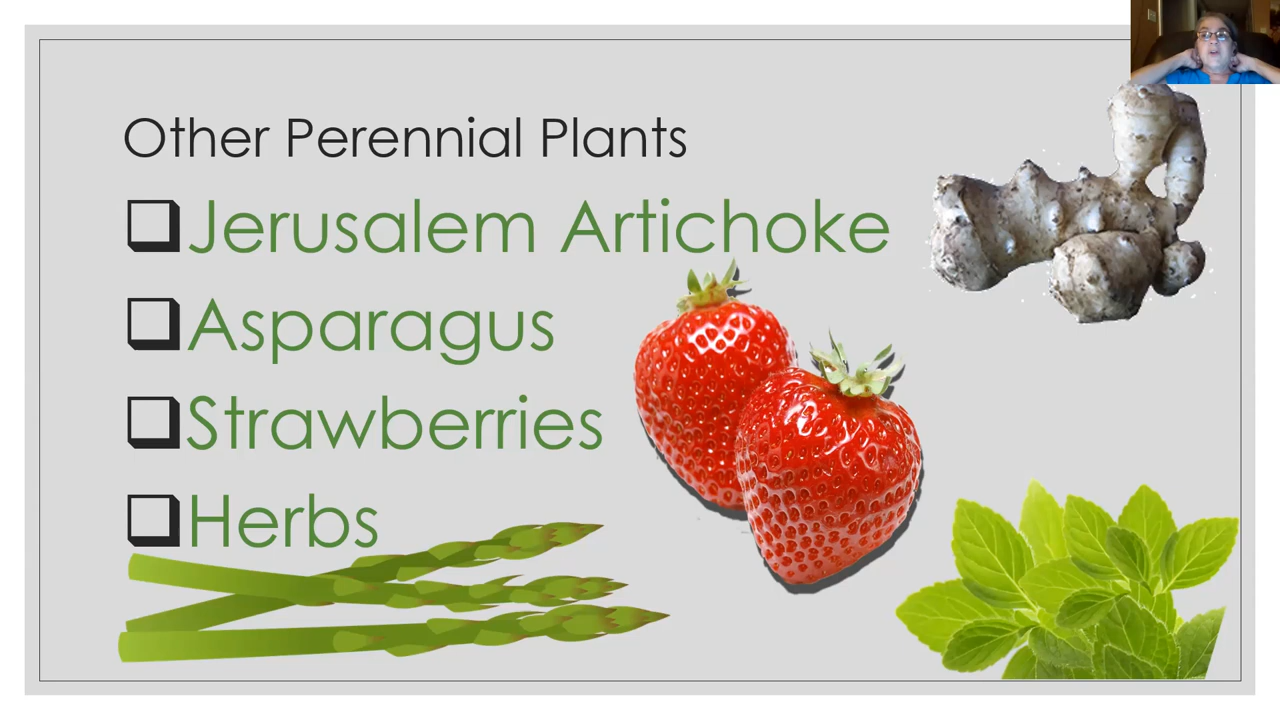 Other Perennial Plants
Jerusalem Artichoke
Asparagus
Strawberries
Herbs